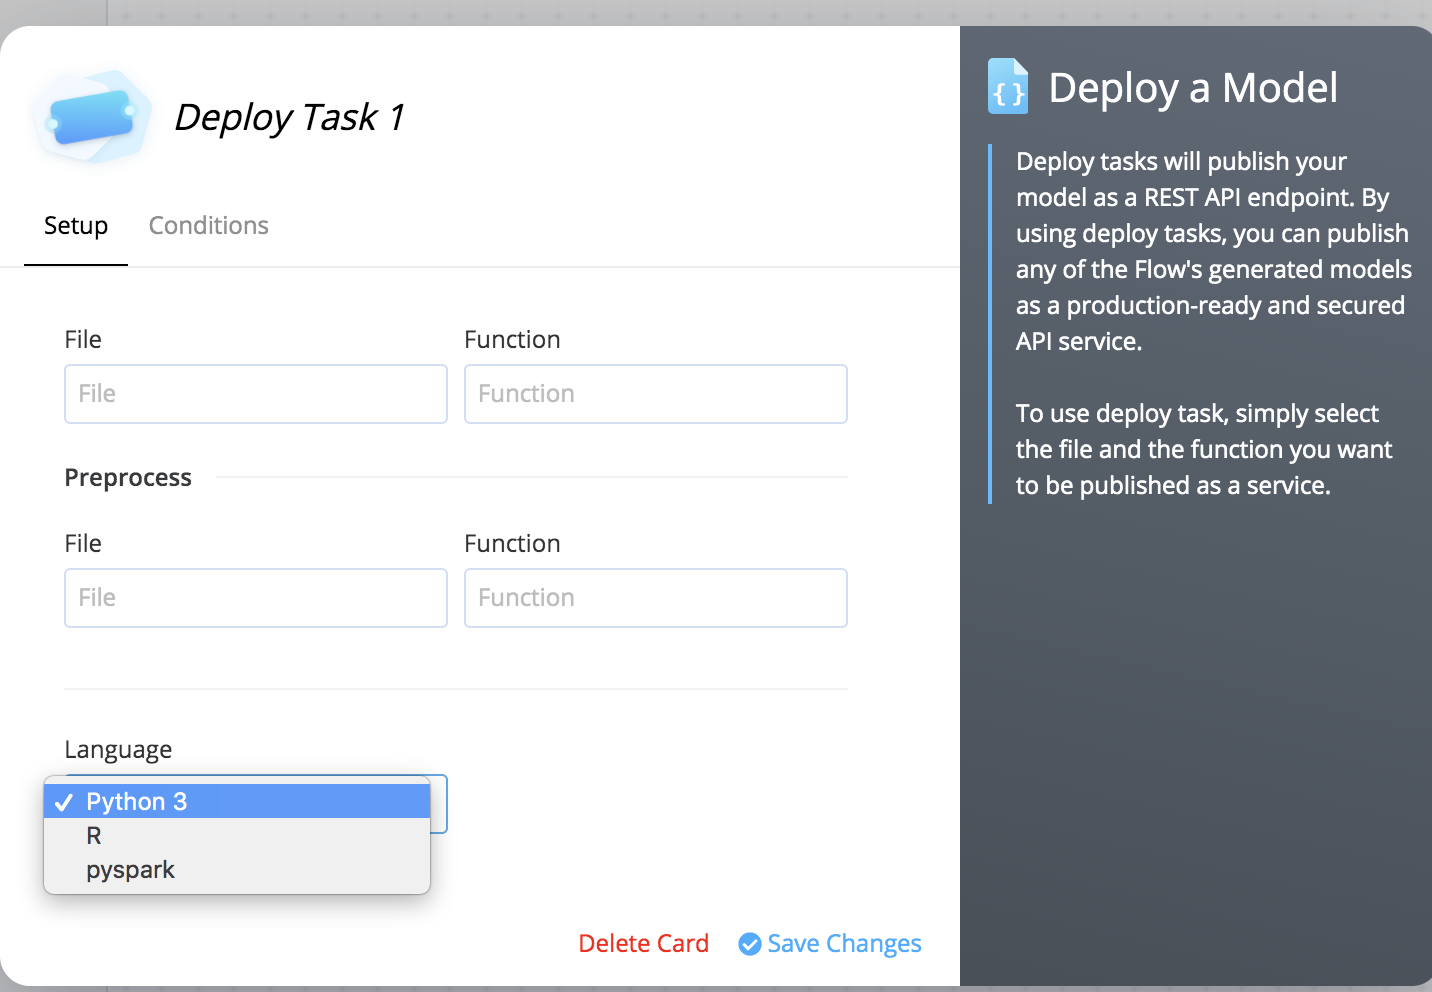 Deploy Task 1
Setup
Conditions
File
Function
File
Function
Preprocess
File
Function
File
Function
Language
Python 3
R
pyspark
Delete Card
Save Changes
{ } Deploy a Model
Deploy tasks will publish your
model as a REST API endpoint. By
using deploy tasks, you can publish
any of the Flow's generated models
as a production-ready and secured
API service.
To use deploy task, simply select
the file and the function you want
to be published as a service.